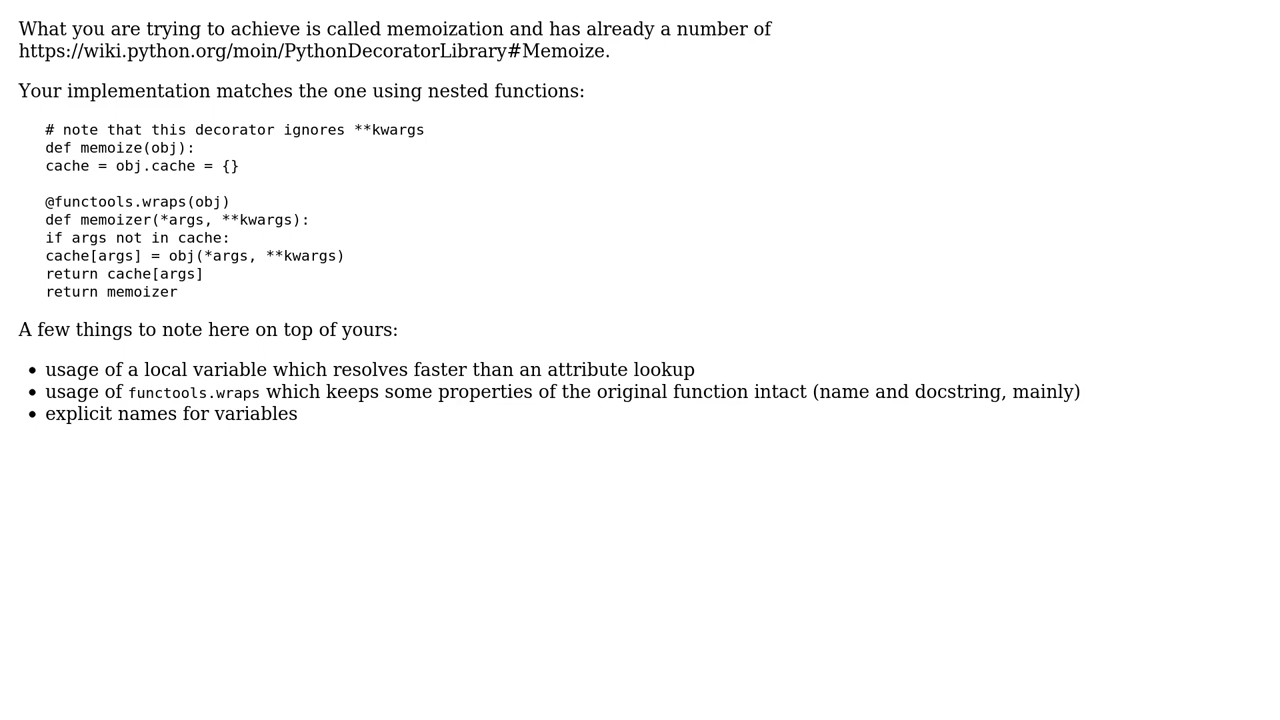 What you are trying to achieve is called memoization and has already a number of
https://wiki.python.org/moin/PythonDecoratorLibrary#Memoize.
Your implementation matches the one using nested functions:
# note that this decorator ignores **kwargs
def memoize(obj):
cache = obj.cache = {}
@functools.wraps(obj)
def memoizer(*args, **kwargs):
if args not in cache:
cache[args] = obj(*args, **kwargs)
return cache[args]
return memoizer
A few things to note here on top of yours:
• usage of a local variable which resolves faster than an attribute lookup
• usage of functools.wraps which keeps some properties of the original function intact (name and docstring, mainly)
• explicit names for variables